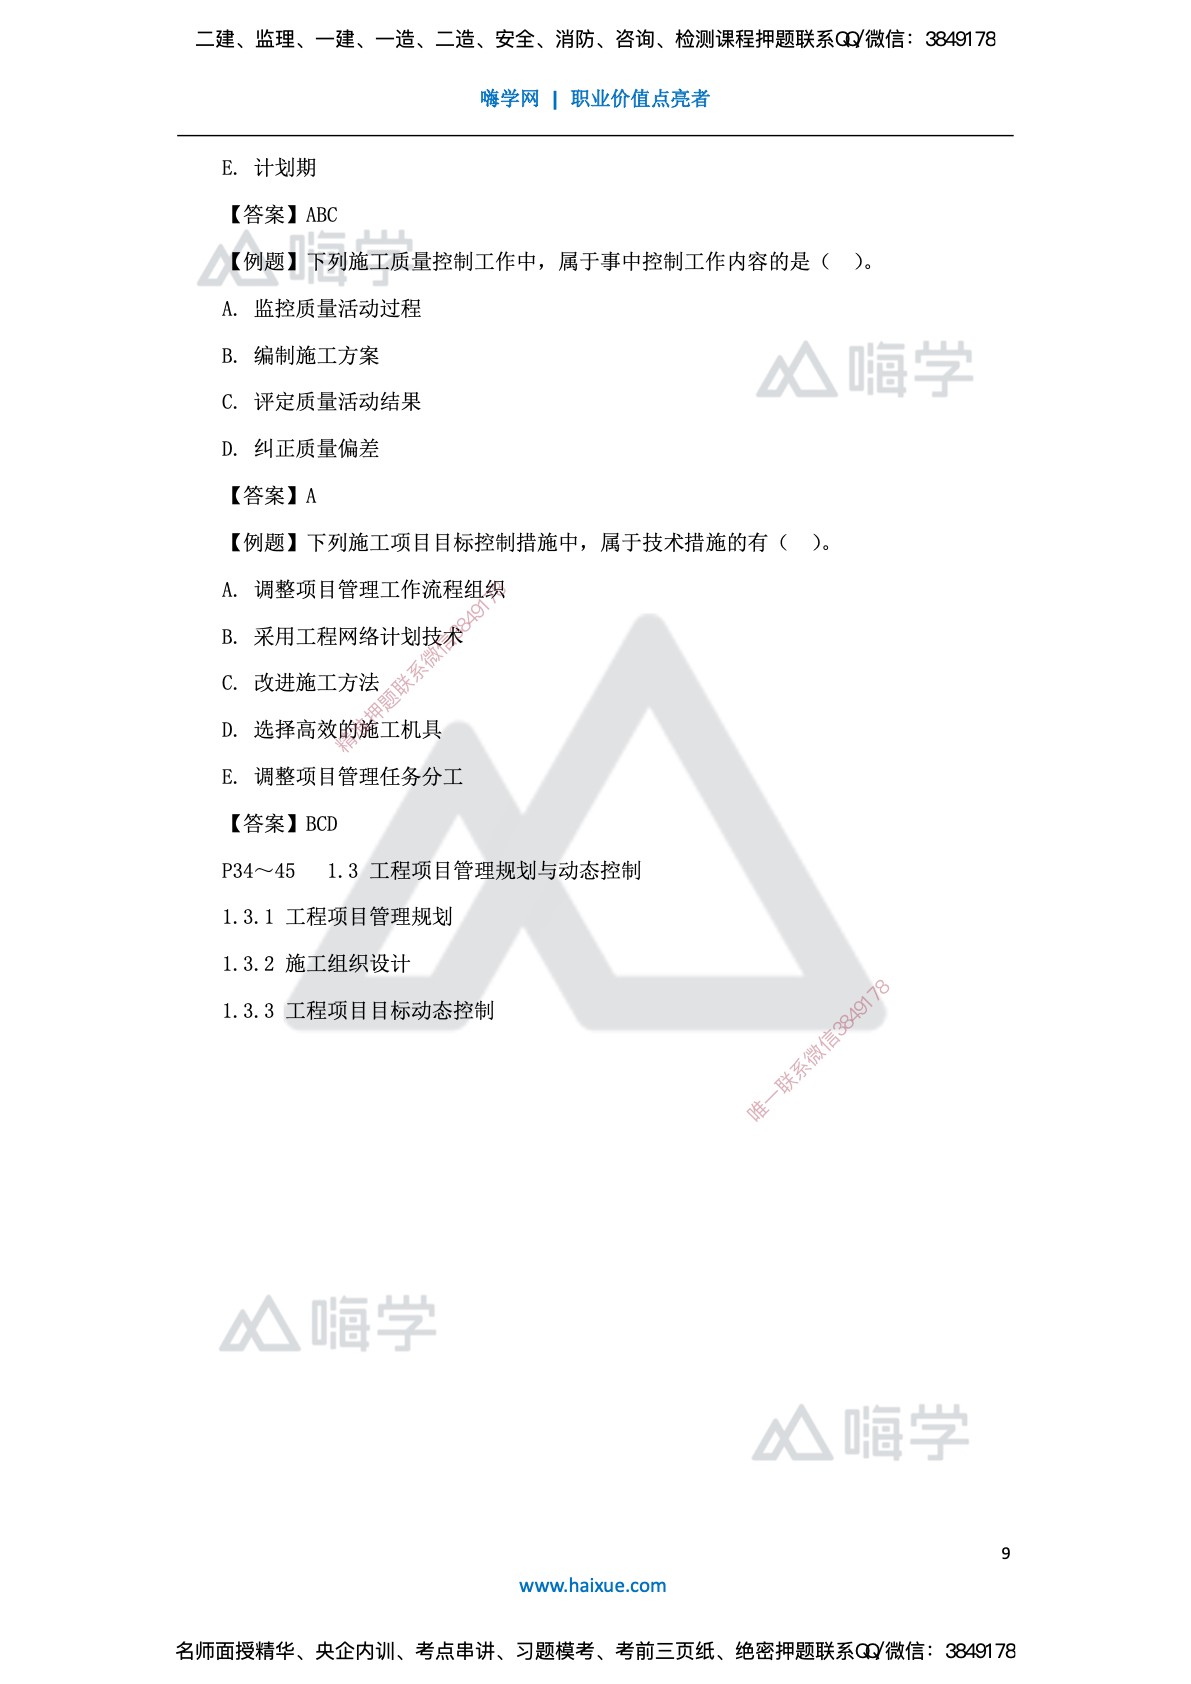 二建、监理、一建、一造、二造、安全、消防、咨询、检测课程押题联系QQ/微信：3849178
嗨学网 | 职业价值点亮者
E. 计划期
【答案】ABC
嗨学
【例题】下列施工质量控制工作中，属于事中控制工作内容的是（ ）。
A. 监控质量活动过程
B. 编制施工方案
嗨学
C. 评定质量活动结果
D. 纠正质量偏差
【答案】A
【例题】下列施工项目目标控制措施中，属于技术措施的有（ ）。
A. 调整项目管理工作流程组织
B. 采用工程网络计划技术
C. 改进施工方法
精准押题联系微信3849178
D. 选择高效的施工机具
E. 调整项目管理任务分工
【答案】BCD
P34～45 1.3 工程项目管理规划与动态控制
1.3.1 工程项目管理规划
1.3.2 施工组织设计
1.3.3 工程项目目标动态控制
唯一联系微信3849178
嗨学
嗨学
9
www.haixue.com
名师面授精华、央企内训、考点串讲、习题模考、考前三页纸、绝密押题联系QQ/微信：3849178